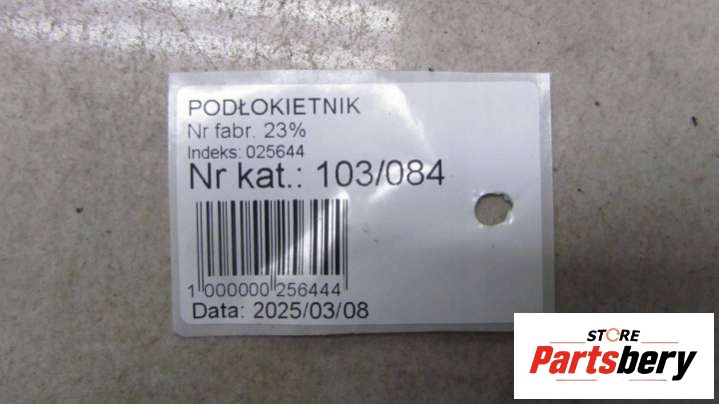 PODŁOKIETNIK
Nr fabr. 23%
Indeks: 025644
Nr kat.: 103/084
1 000000 256444
Data: 2025/03/08
STORE
Partsbery